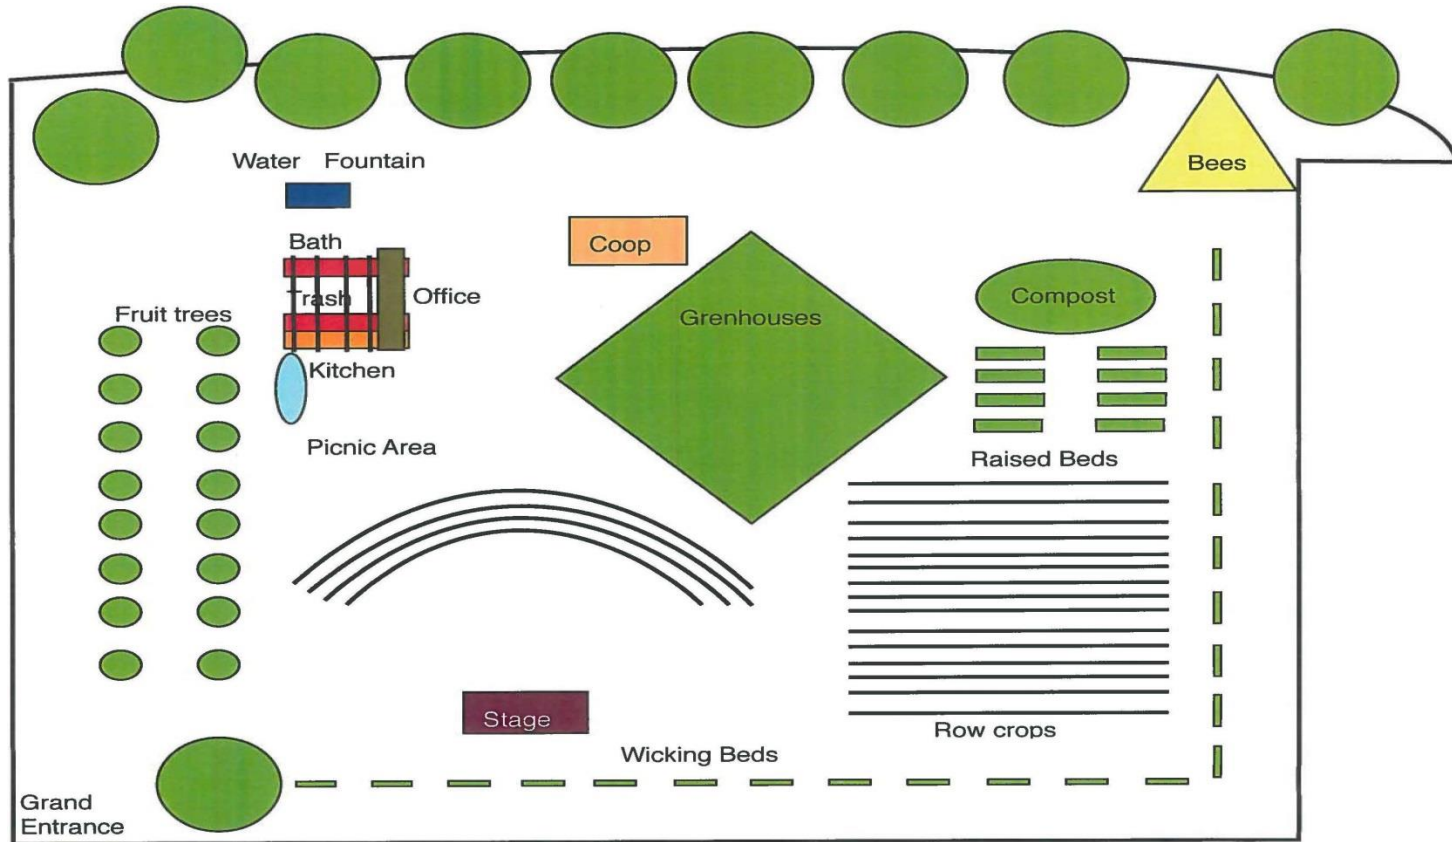 Water Fountain
Bees
Bath
Coop
Trash
Office
Compost
Fruit trees
Grenhouses
Kitchen
Picnic Area
Raised Beds
Stage
Row crops
Wicking Beds
Grand
Entrance